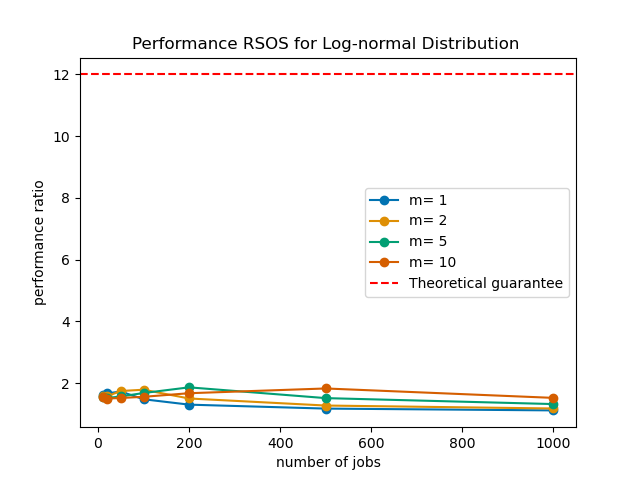 Performance RSOS for Log-normal Distribution
12
10
8
6
4
2
performance ratio
m= 1
m= 2
m= 5
m= 10
Theoretical guarantee
0 200 400 600 800 1000
number of jobs